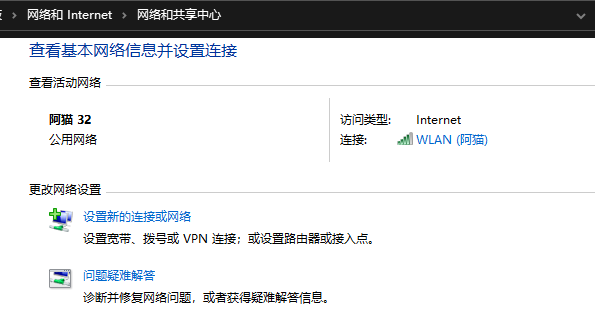 网络和 Internet > 网络和共享中心
查看基本网络信息并设置连接
查看活动网络
阿猫 32
公用网络
访问类型: Internet
连接: WLAN (阿猫)
更改网络设置
设置新的连接或网络
设置宽带、拨号或 VPN 连接；或设置路由器或接入点。
问题疑难解答
诊断并修复网络问题，或者获得疑难解答信息。